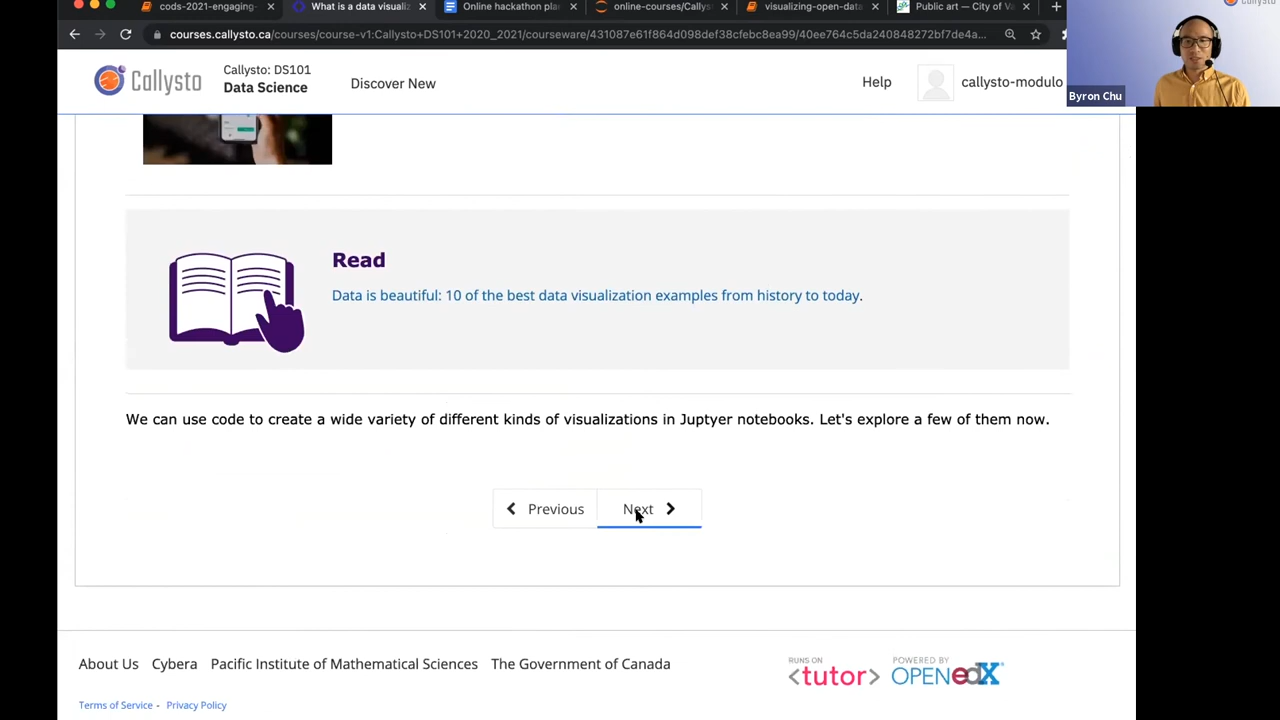 cods-2021-engaging-
What is a data visuali
Online hackathon plan
online-courses/Callys
visualizing-open-data
Public art — City of Va
courses.callysto.ca/courses/course-v1:Callysto+DS101+2020_2021/courseware/431087e61f864d098def38cfebc8ea99/40ee764c5da240848272bf7de4a...
Callysto
Byron Chu
Callysto
Callysto: DS101
Data Science
Discover New
Help
callysto-modulo
Read
Data is beautiful: 10 of the best data visualization examples from history to today.
We can use code to create a wide variety of different kinds of visualizations in Juptyer notebooks. Let's explore a few of them now.
Previous
Next
About Us Cybera Pacific Institute of Mathematical Sciences The Government of Canada
RUNS ON
<tutor>
POWERED BY
OPENedX
Terms of Service - Privacy Policy